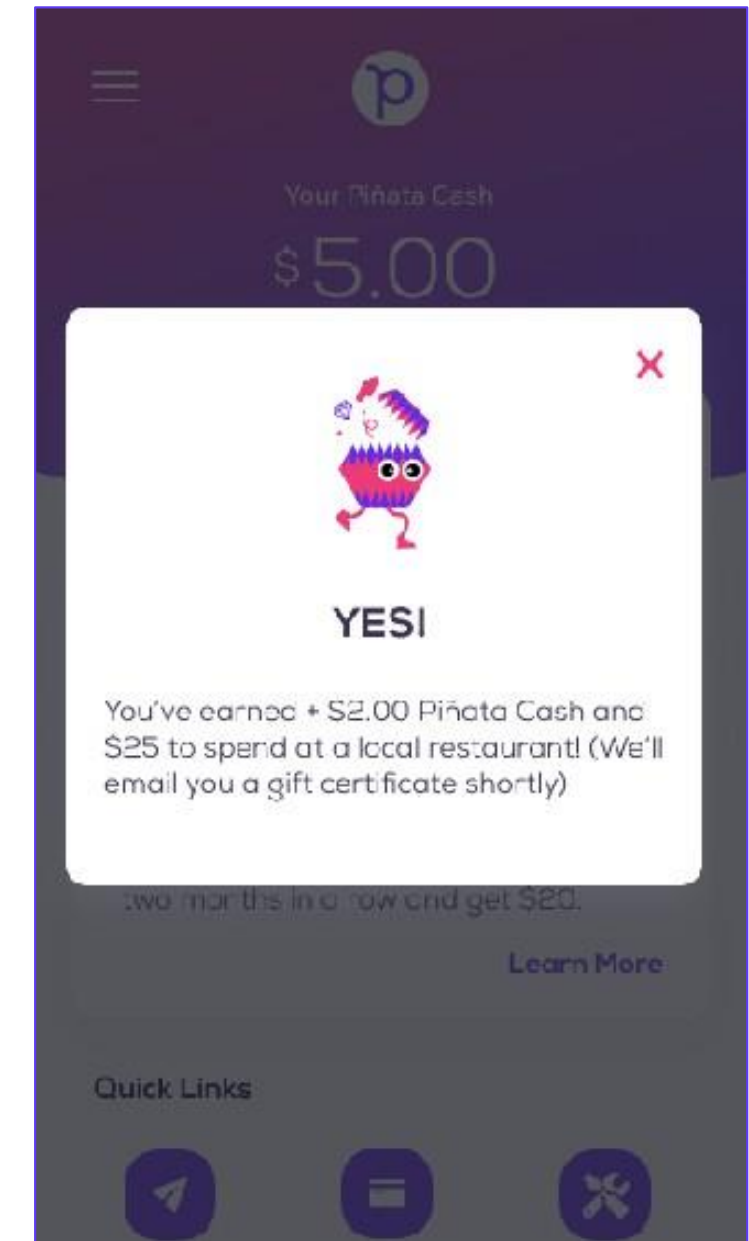 p
Your Piñata Cash
$5.00
YES!
You've earned + $2.00 Piñata Cash and
$25 to spend at a local restaurant! (We'll
email you a gift certificate shortly)
two months in a row and get $20.
Learn More
Quick Links